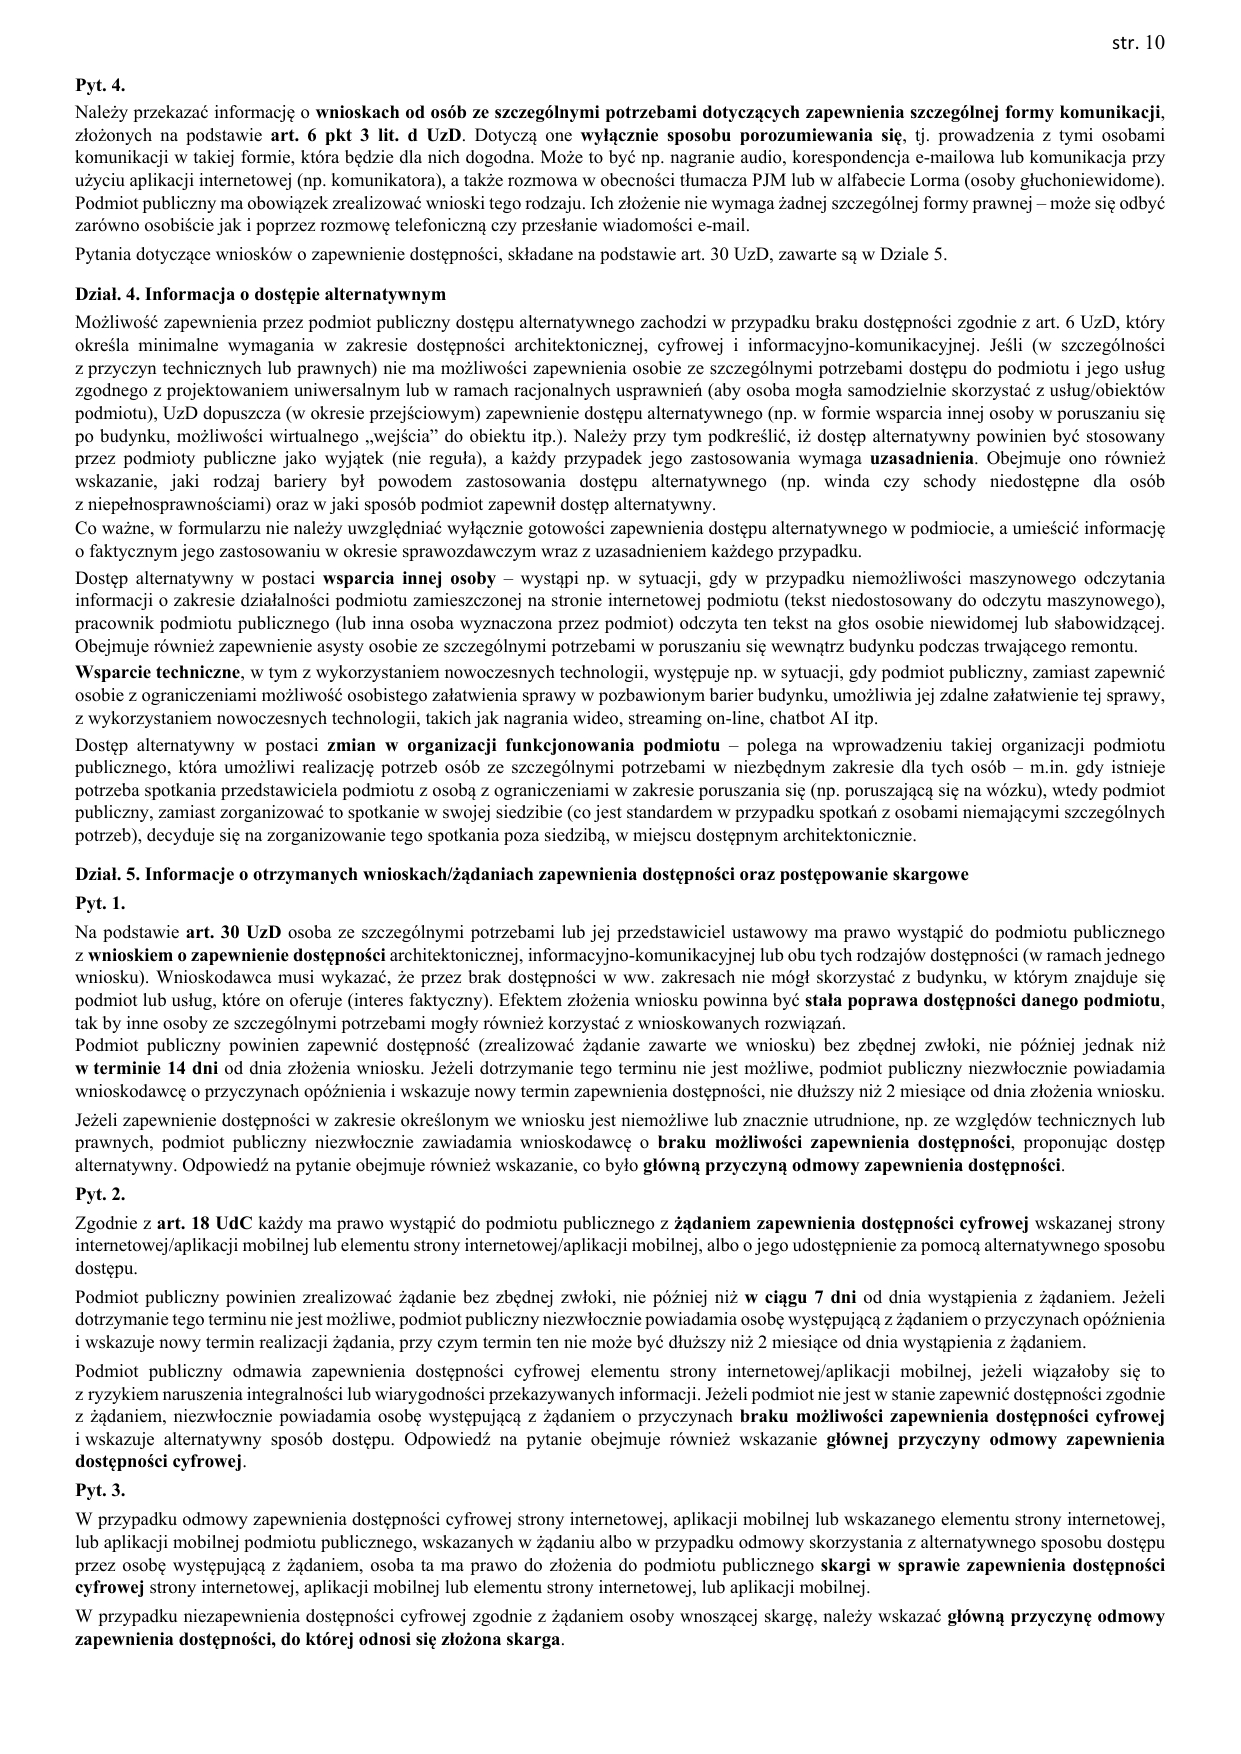 str. 10
Pyt. 4.
Należy przekazać informację o wnioskach od osób ze szczególnymi potrzebami dotyczących zapewnienia szczególnej formy komunikacji,
złożonych na podstawie art. 6 pkt 3 lit. d UzD. Dotyczą one wyłącznie sposobu porozumiewania się, tj. prowadzenia z tymi osobami
komunikacji w takiej formie, która będzie dla nich dogodna. Może to być np. nagranie audio, korespondencja e-mailowa lub komunikacja przy
użyciu aplikacji internetowej (np. komunikatora), a także rozmowa w obecności tłumacza PJM lub w alfabecie Lorma (osoby głuchoniewidome).
Podmiot publiczny ma obowiązek zrealizować wnioski tego rodzaju. Ich złożenie nie wymaga żadnej szczególnej formy prawnej – może się odbyć
zarówno osobiście jak i poprzez rozmowę telefoniczną czy przesłanie wiadomości e-mail.
Pytania dotyczące wniosków o zapewnienie dostępności, składane na podstawie art. 30 UzD, zawarte są w Dziale 5.
Dział. 4. Informacja o dostępie alternatywnym
Możliwość zapewnienia przez podmiot publiczny dostępu alternatywnego zachodzi w przypadku braku dostępności zgodnie z art. 6 UzD, który
określa minimalne wymagania w zakresie dostępności architektonicznej, cyfrowej i informacyjno-komunikacyjnej. Jeśli (w szczególności
z przyczyn technicznych lub prawnych) nie ma możliwości zapewnienia osobie ze szczególnymi potrzebami dostępu do podmiotu i jego usług
zgodnego z projektowaniem uniwersalnym lub w ramach racjonalnych usprawnień (aby osoba mogła samodzielnie skorzystać z usług/obiektów
podmiotu), UzD dopuszcza (w okresie przejściowym) zapewnienie dostępu alternatywnego (np. w formie wsparcia innej osoby w poruszaniu się
po budynku, możliwości wirtualnego „wejścia” do obiektu itp.). Należy przy tym podkreślić, iż dostęp alternatywny powinien być stosowany
przez podmioty publiczne jako wyjątek (nie reguła), a każdy przypadek jego zastosowania wymaga uzasadnienia. Obejmuje ono również
wskazanie, jaki rodzaj bariery był powodem zastosowania dostępu alternatywnego (np. winda czy schody niedostępne dla osób
z niepełnosprawnościami) oraz w jaki sposób podmiot zapewnił dostęp alternatywny.
Co ważne, w formularzu nie należy uwzględniać wyłącznie gotowości zapewnienia dostępu alternatywnego w podmiocie, a umieścić informację
o faktycznym jego zastosowaniu w okresie sprawozdawczym wraz z uzasadnieniem każdego przypadku.
Dostęp alternatywny w postaci wsparcia innej osoby – wystąpi np. w sytuacji, gdy w przypadku niemożliwości maszynowego odczytania
informacji o zakresie działalności podmiotu zamieszczonej na stronie internetowej podmiotu (tekst niedostosowany do odczytu maszynowego),
pracownik podmiotu publicznego (lub inna osoba wyznaczona przez podmiot) odczyta ten tekst na głos osobie niewidomej lub słabowidzącej.
Obejmuje również zapewnienie asysty osobie ze szczególnymi potrzebami w poruszaniu się wewnątrz budynku podczas trwającego remontu.
Wsparcie techniczne, w tym z wykorzystaniem nowoczesnych technologii, występuje np. w sytuacji, gdy podmiot publiczny, zamiast zapewnić
osobie z ograniczeniami możliwość osobistego załatwienia sprawy w pozbawionym barier budynku, umożliwia jej zdalne załatwienie tej sprawy,
z wykorzystaniem nowoczesnych technologii, takich jak nagrania wideo, streaming on-line, chatbot AI itp.
Dostęp alternatywny w postaci zmian w organizacji funkcjonowania podmiotu – polega na wprowadzeniu takiej organizacji podmiotu
publicznego, która umożliwi realizację potrzeb osób ze szczególnymi potrzebami w niezbędnym zakresie dla tych osób – m.in. gdy istnieje
potrzeba spotkania przedstawiciela podmiotu z osobą z ograniczeniami w zakresie poruszania się (np. poruszającą się na wózku), wtedy podmiot
publiczny, zamiast zorganizować to spotkanie w swojej siedzibie (co jest standardem w przypadku spotkań z osobami niemającymi szczególnych
potrzeb), decyduje się na zorganizowanie tego spotkania poza siedzibą, w miejscu dostępnym architektonicznie.
Dział. 5. Informacje o otrzymanych wnioskach/żądaniach zapewnienia dostępności oraz postępowanie skargowe
Pyt. 1.
Na podstawie art. 30 UzD osoba ze szczególnymi potrzebami lub jej przedstawiciel ustawowy ma prawo wystąpić do podmiotu publicznego
z wnioskiem o zapewnienie dostępności architektonicznej, informacyjno-komunikacyjnej lub obu tych rodzajów dostępności (w ramach jednego
wniosku). Wnioskodawca musi wykazać, że przez brak dostępności w ww. zakresach nie mógł skorzystać z budynku, w którym znajduje się
podmiot lub usług, które on oferuje (interes faktyczny). Efektem złożenia wniosku powinna być stała poprawa dostępności danego podmiotu,
tak by inne osoby ze szczególnymi potrzebami mogły również korzystać z wnioskowanych rozwiązań.
Podmiot publiczny powinien zapewnić dostępność (zrealizować żądanie zawarte we wniosku) bez zbędnej zwłoki, nie później jednak niż
w terminie 14 dni od dnia złożenia wniosku. Jeżeli dotrzymanie tego terminu nie jest możliwe, podmiot publiczny niezwłocznie powiadamia
wnioskodawcę o przyczynach opóźnienia i wskazuje nowy termin zapewnienia dostępności, nie dłuższy niż 2 miesiące od dnia złożenia wniosku.
Jeżeli zapewnienie dostępności w zakresie określonym we wniosku jest niemożliwe lub znacznie utrudnione, np. ze względów technicznych lub
prawnych, podmiot publiczny niezwłocznie zawiadamia wnioskodawcę o braku możliwości zapewnienia dostępności, proponując dostęp
alternatywny. Odpowiedź na pytanie obejmuje również wskazanie, co było główną przyczyną odmowy zapewnienia dostępności.
Pyt. 2.
Zgodnie z art. 18 UdC każdy ma prawo wystąpić do podmiotu publicznego z żądaniem zapewnienia dostępności cyfrowej wskazanej strony
internetowej/aplikacji mobilnej lub elementu strony internetowej/aplikacji mobilnej, albo o jego udostępnienie za pomocą alternatywnego sposobu
dostępu.
Podmiot publiczny powinien zrealizować żądanie bez zbędnej zwłoki, nie później niż w ciągu 7 dni od dnia wystąpienia z żądaniem. Jeżeli
dotrzymanie tego terminu nie jest możliwe, podmiot publiczny niezwłocznie powiadamia osobę występującą z żądaniem o przyczynach opóźnienia
i wskazuje nowy termin realizacji żądania, przy czym termin ten nie może być dłuższy niż 2 miesiące od dnia wystąpienia z żądaniem.
Podmiot publiczny odmawia zapewnienia dostępności cyfrowej elementu strony internetowej/aplikacji mobilnej, jeżeli wiązałoby się to
z ryzykiem naruszenia integralności lub wiarygodności przekazywanych informacji. Jeżeli podmiot nie jest w stanie zapewnić dostępności zgodnie
z żądaniem, niezwłocznie powiadamia osobę występującą z żądaniem o przyczynach braku możliwości zapewnienia dostępności cyfrowej
i wskazuje alternatywny sposób dostępu. Odpowiedź na pytanie obejmuje również wskazanie głównej przyczyny odmowy zapewnienia
dostępności cyfrowej.
Pyt. 3.
W przypadku odmowy zapewnienia dostępności cyfrowej strony internetowej, aplikacji mobilnej lub wskazanego elementu strony internetowej,
lub aplikacji mobilnej podmiotu publicznego, wskazanych w żądaniu albo w przypadku odmowy skorzystania z alternatywnego sposobu dostępu
przez osobę występującą z żądaniem, osoba ta ma prawo do złożenia do podmiotu publicznego skargi w sprawie zapewnienia dostępności
cyfrowej strony internetowej, aplikacji mobilnej lub elementu strony internetowej, lub aplikacji mobilnej.
W przypadku niezapewnienia dostępności cyfrowej zgodnie z żądaniem osoby wnoszącej skargę, należy wskazać główną przyczynę odmowy
zapewnienia dostępności, do której odnosi się złożona skarga.